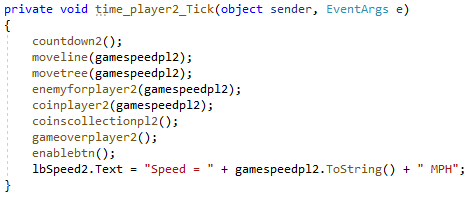 private void time_player2_Tick(object sender, EventArgs e)
{
countdown2();
moveline(gamespeedpl2);
movetree(gamespeedpl2);
enemyforplayer2(gamespeedpl2);
coinplayer2(gamespeedpl2);
coinscollectionpl2();
gameoverplayer2();
enablebtn();
lbSpeed2.Text = "Speed = " + gamespeedpl2.ToString() + " MPH";
}